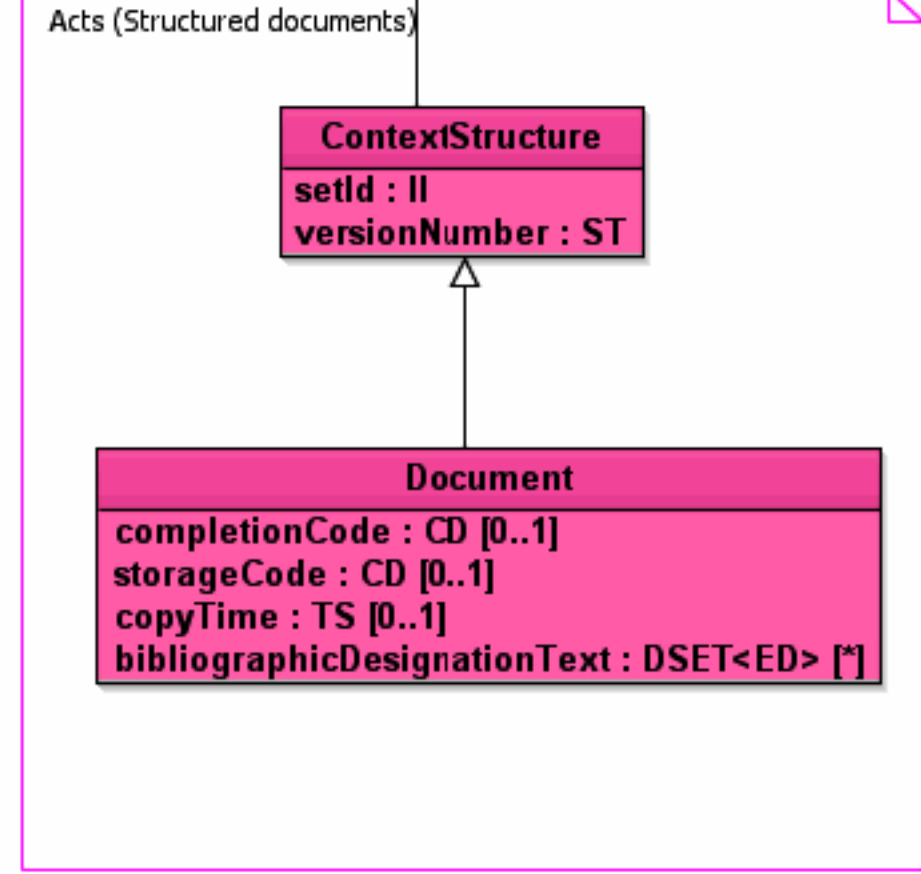 Acts (Structured documents)
ContextStructure
setId : II
versionNumber : ST
Document
completionCode : CD [0..1]
storageCode : CD [0..1]
copyTime : TS [0..1]
bibliographicDesignationText : DSET<ED> [*]